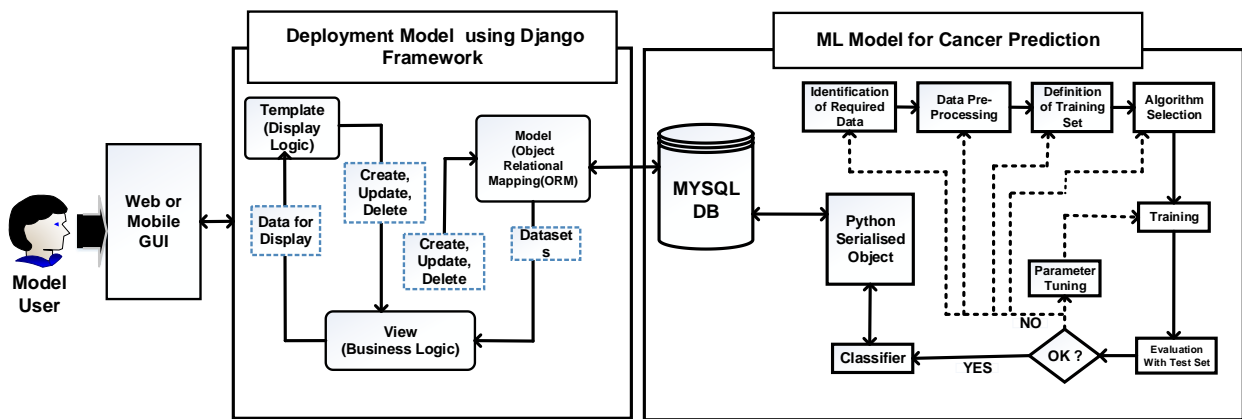 Deployment Model using Django
Framework
ML Model for Cancer Prediction
Model
User
Web or
Mobile
GUI
Template
(Display
Logic)
Data for
Display
Create,
Update,
Delete
Create,
Update,
Delete
Model
(Object
Relational
Mapping(ORM)
Dataset
s
View
(Business Logic)
MYSQL
DB
Python
Serialised
Object
Identification
of Required
Data
Data Pre-
Processing
Definition
of Training
Set
Algorithm
Selection
Training
Parameter
Tuning
NO
OK ?
YES
Classifier
Evaluation
With Test Set